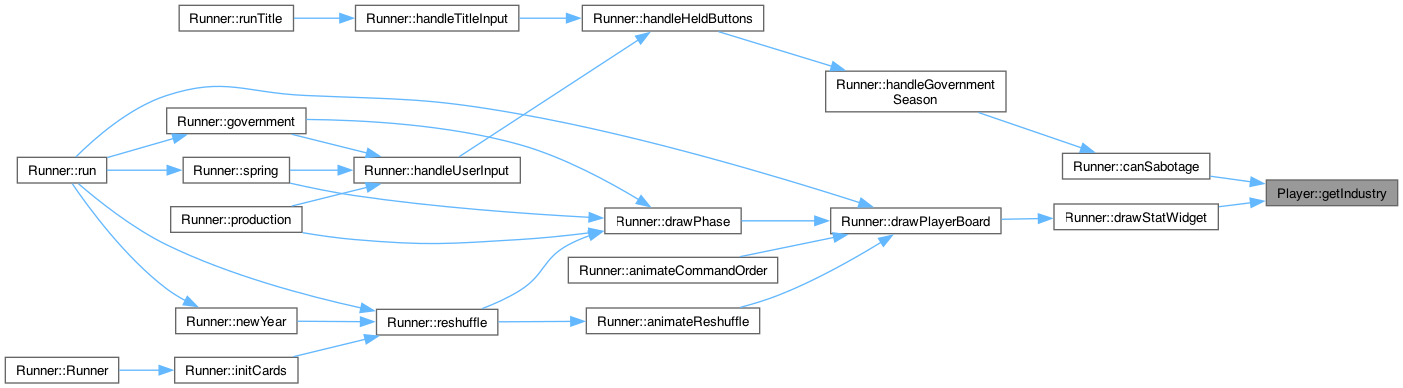 Runner::runTitle
Runner::handleTitleInput
Runner::handleHeldButtons
Runner::handleGovernment
Season
Runner::government
Runner::run
Runner::spring
Runner::handleUserInput
Runner::canSabotage
Player::getIndustry
Runner::production
Runner::drawPhase
Runner::drawPlayerBoard
Runner::drawStatWidget
Runner::animateCommandOrder
Runner::newYear
Runner::reshuffle
Runner::animateReshuffle
Runner::Runner
Runner::initCards